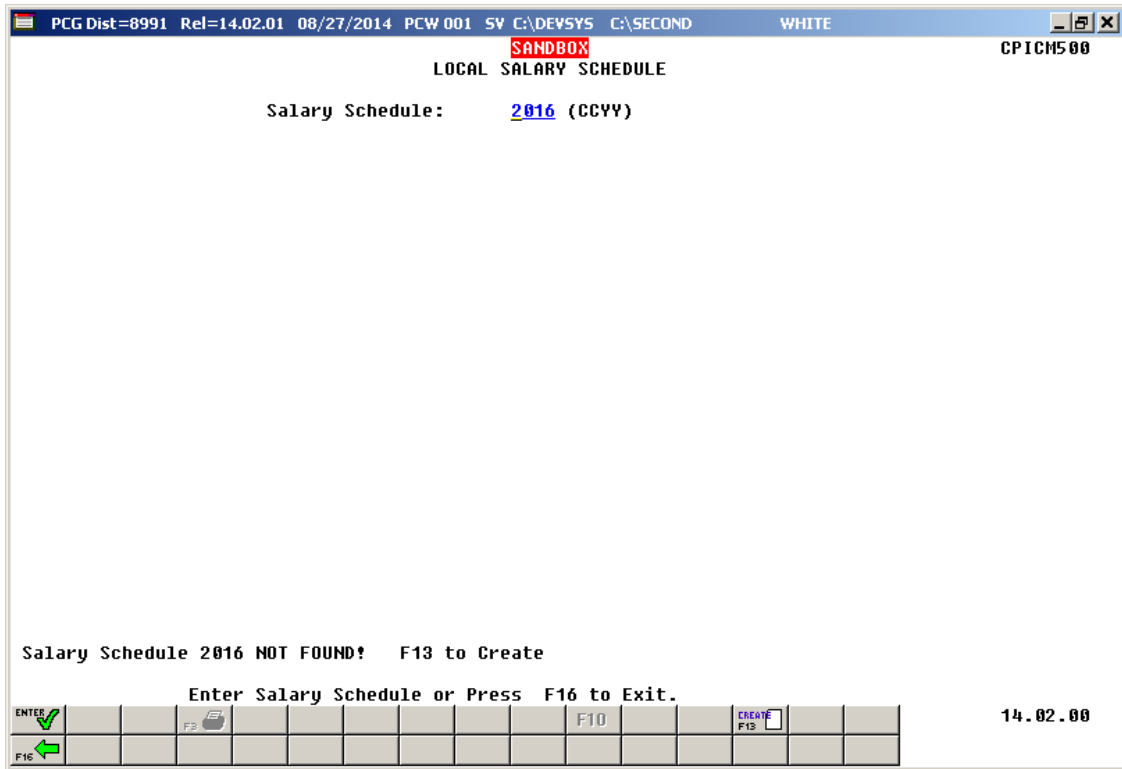 PCG Dist=8991 Rel=14.02.01 08/27/2014 PCW 001 SV C:\DEVSYS C:\SECOND WHITE
SANDBOX CPICM500
LOCAL SALARY SCHEDULE
Salary Schedule: 2016 (CCYY)
Salary Schedule 2016 NOT FOUND! F13 to Create
Enter Salary Schedule or Press F16 to Exit.
ENTER F3 F10 CREATE F13 14.02.00
F16